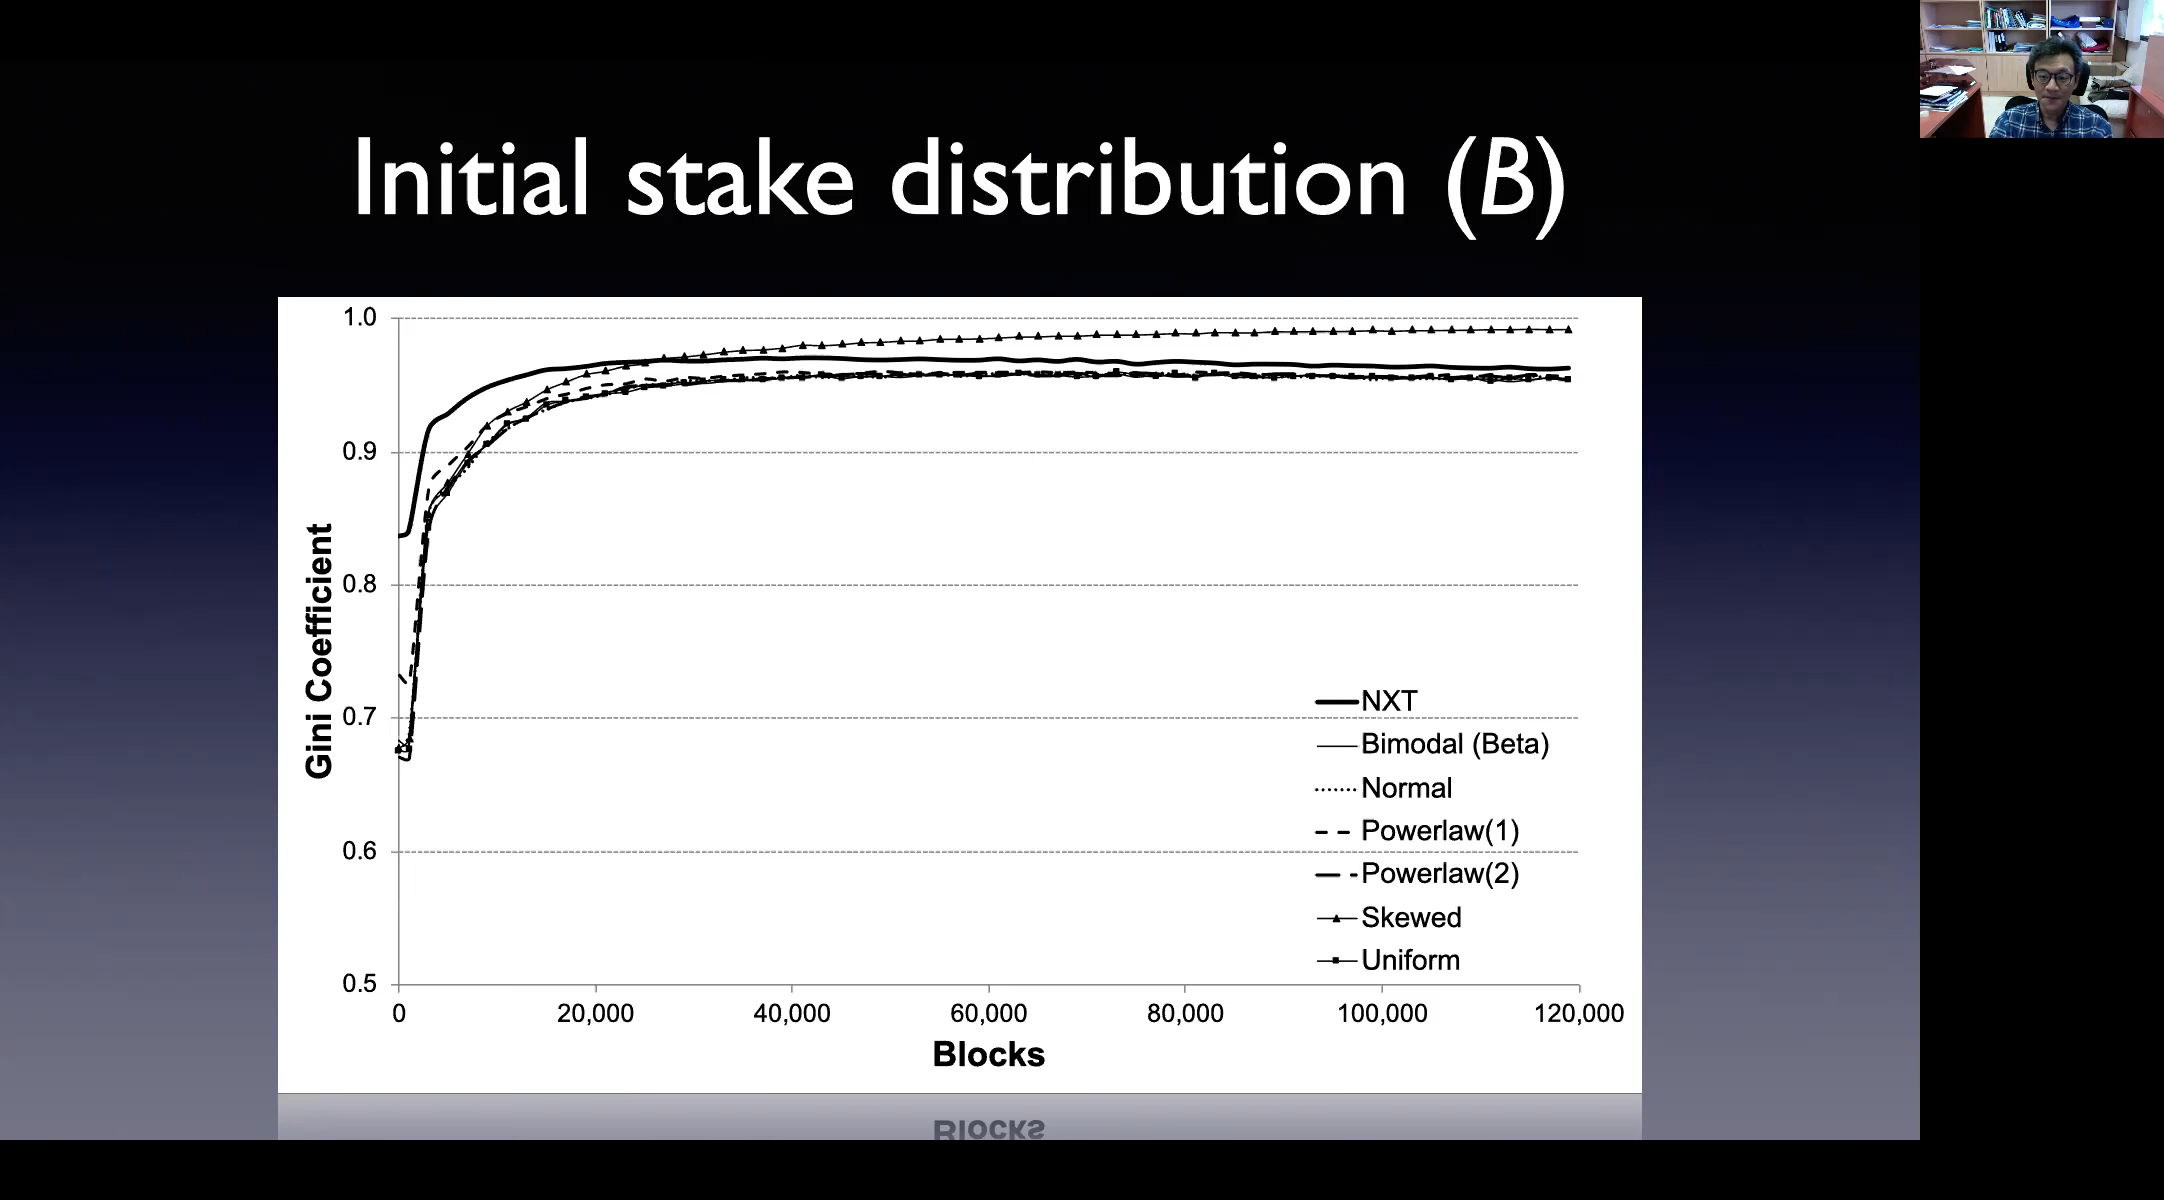 Initial stake distribution (B)
1.0
0.9
0.8
0.7
0.6
0.5
Gini Coefficient
NXT
Bimodal (Beta)
Normal
Powerlaw(1)
Powerlaw(2)
Skewed
Uniform
0 20,000 40,000 60,000 80,000 100,000 120,000
Blocks
Blocks